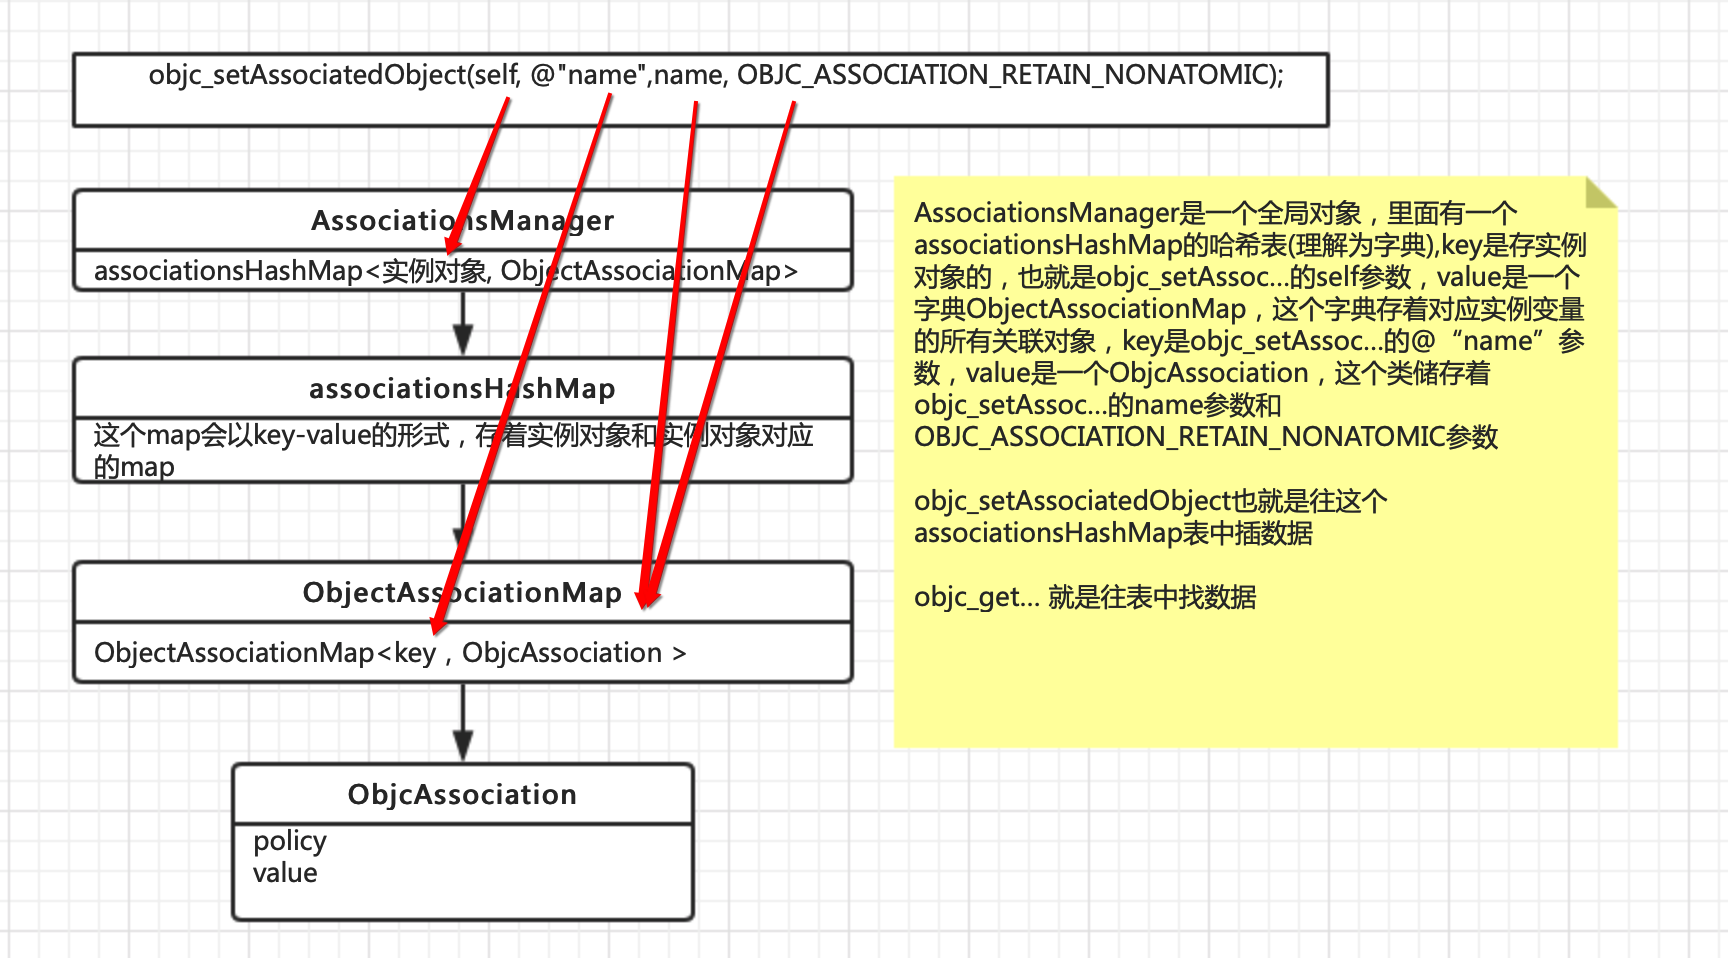 objc_setAssociatedObject(self, @"name",name, OBJC_ASSOCIATION_RETAIN_NONATOMIC);
AssociationsManager
associationsHashMap<实例对象, ObjectAssociationMap>
associationsHashMap
这个map会以key-value的形式，存着实例对象和实例对象对应
的map
ObjectAssociationMap
ObjectAssociationMap<key , ObjcAssociation >
ObjcAssociation
policy
value
AssociationsManager是一个全局对象，里面有一个
associationsHashMap的哈希表(理解为字典),key是存实例
对象的，也就是objc_setAssoc...的self参数，value是一个
字典ObjectAssociationMap，这个字典存着对应实例变量
的所有关联对象，key是objc_setAssoc...的@“name”参
数，value是一个ObjcAssociation，这个类储存着
objc_setAssoc...的name参数和
OBJC_ASSOCIATION_RETAIN_NONATOMIC参数
objc_setAssociatedObject也就是往这个
associationsHashMap表中插数据
objc_get... 就是往表中找数据